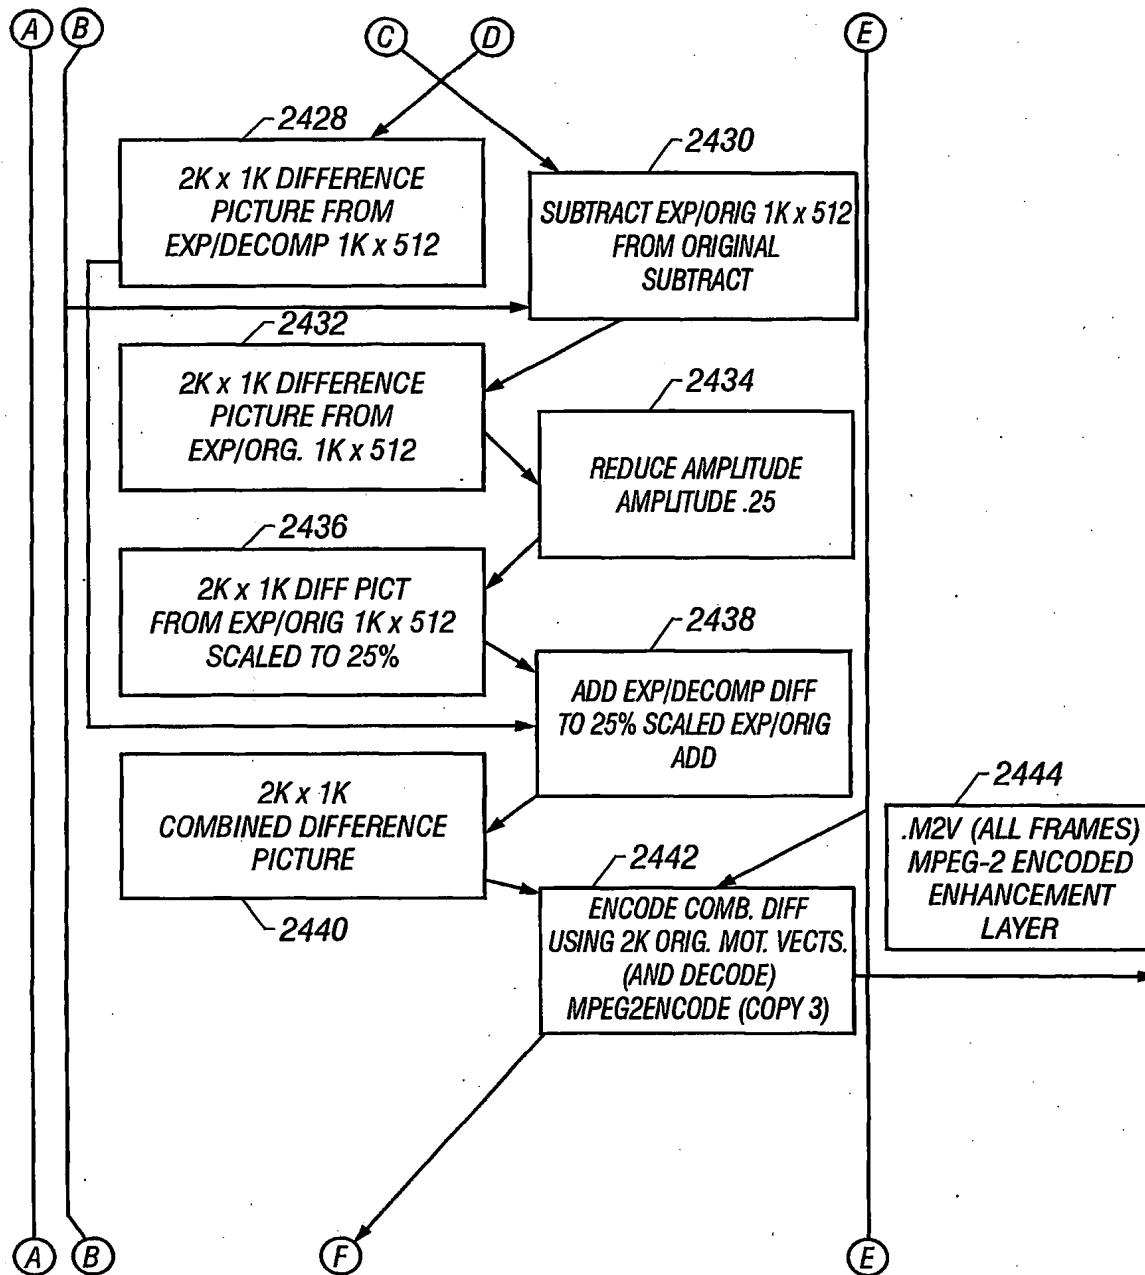 A
B
C
D
E
2428
2K x 1K DIFFERENCE
PICTURE FROM
EXP/DECOMP 1K x 512
2430
SUBTRACT EXP/ORIG 1K x 512
FROM ORIGINAL
SUBTRACT
2432
2K x 1K DIFFERENCE
PICTURE FROM
EXP/ORG. 1K x 512
2434
REDUCE AMPLITUDE
AMPLITUDE .25
2436
2K x 1K DIFF PICT
FROM EXP/ORIG 1K x 512
SCALED TO 25%
2438
ADD EXP/DECOMP DIFF
TO 25% SCALED EXP/ORIG
ADD
2K x 1K
COMBINED DIFFERENCE
PICTURE
2440
2442
ENCODE COMB. DIFF
USING 2K ORIG. MOT. VECTS.
(AND DECODE)
MPEG2ENCODE (COPY 3)
2444
.M2V (ALL FRAMES)
MPEG-2 ENCODED
ENHANCEMENT
LAYER
A
B
F
E